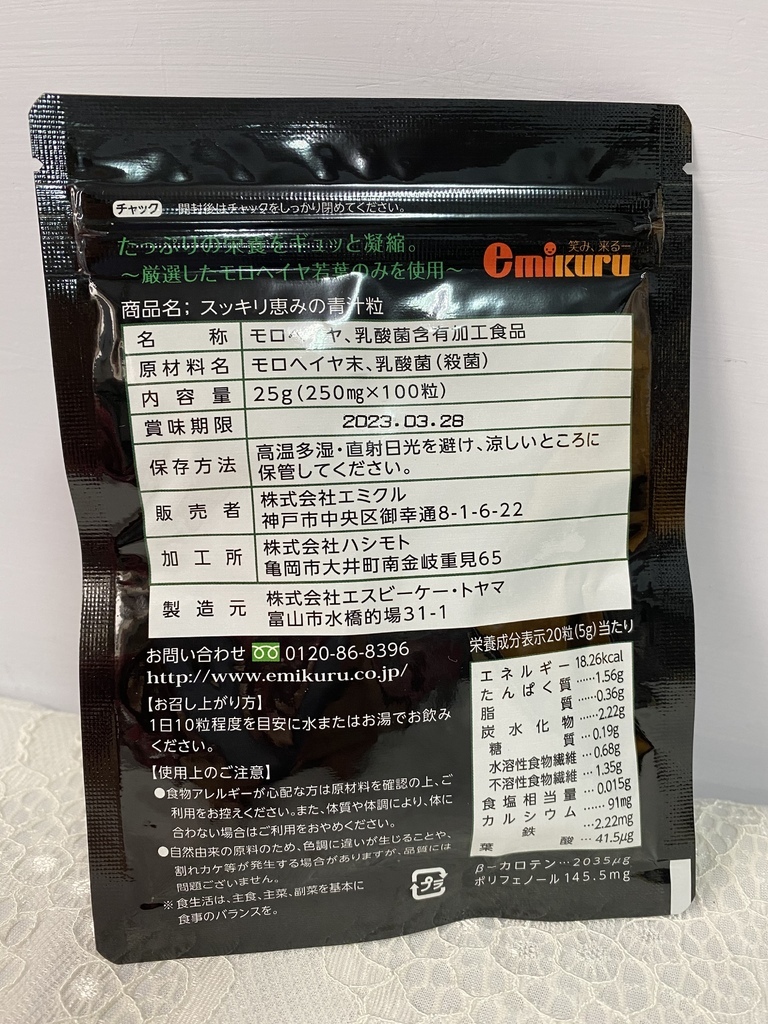 チャック 開封後はチャックをしっかり閉めてください。
たっぷりの栄養をギュッと凝縮。
～厳選したモロヘイヤ若葉のみを使用～
笑み、来るー
emikuru
商品名；スッキリ恵みの青汁粒
名称 モロヘイヤ、乳酸菌含有加工食品
原材料名 モロヘイヤ末、乳酸菌(殺菌)
内容量 25g(250㎎×100粒)
賞味期限 2023.03.28
保存方法 高温多湿・直射日光を避け、涼しいところに
保管してください。
販売者 株式会社エミクル
神戸市中央区御幸通8-1-6-22
加工所 株式会社ハシモト
亀岡市大井町南金岐重見65
製造元 株式会社エスビーケー・トヤマ
富山市水橋的場31-1
お問い合わせ 0120-86-8396
http://www.emikuru.co.jp/
【お召し上がり方】
1日10粒程度を目安に水またはお湯でお飲み
ください。
【使用上のご注意】
●食物アレルギーが心配な方は原材料を確認の上、ご
利用をお控えください。また、体質や体調により、体に
合わない場合はご利用をおやめください。
●自然由来の原料のため、色調に違いが生じることや、
割れカケ等が発生する場合がありますが、品質には
問題ございません。
※食生活は、主食、主菜、副菜を基本に
食事のバランスを。
プラ
栄養成分表示20粒(5g)当たり
エネルギー 18.26kcal
たんぱく質……1.56g
脂質……0.36g
炭水化物……2.22g
糖質…0.19g
水溶性食物繊維…0.68g
不溶性食物繊維…1.35g
食塩相当量…0.015g
カルシウム……91mg
鉄…2.22mg
葉酸…41.5μg
β-カロテン…2035μg
ポリフェノール145.5mg